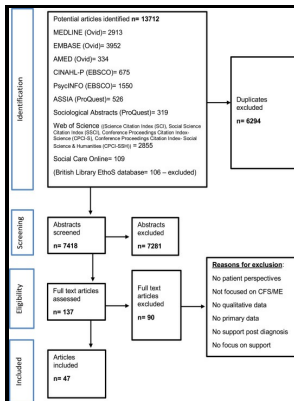 Identification
Potential articles identified n= 13712
MEDLINE (Ovid)= 2913
EMBASE (Ovid)= 3952
AMED (Ovid)= 334
CINAHL-P (EBSCO)= 675
PsycINFO (EBSCO)= 1550
ASSIA (ProQuest)= 526
Sociological Abstracts (ProQuest)= 319
Web of Science ((Science Citation Index (SCI), Social Science
Citation Index (SSCI), Conference Proceedings Citation Index-
Science (CPCI-S), Conference Proceedings Citation Index- Social
Science & Humanities (CPCI-SSH)) = 2855
Social Care Online= 109
(British Library EthoS database= 106 – excluded)
Duplicates
excluded
n= 6294
Screening
Abstracts
screened
n= 7418
Abstracts
excluded
n= 7281
Eligibility
Full text articles
assessed
n= 137
Full text
articles
excluded
n= 90
Reasons for exclusion:
No patient perspectives
Not focused on CFS/ME
No qualitative data
No primary data
No support post diagnosis
No focus on support
Included
Articles
included
n= 47